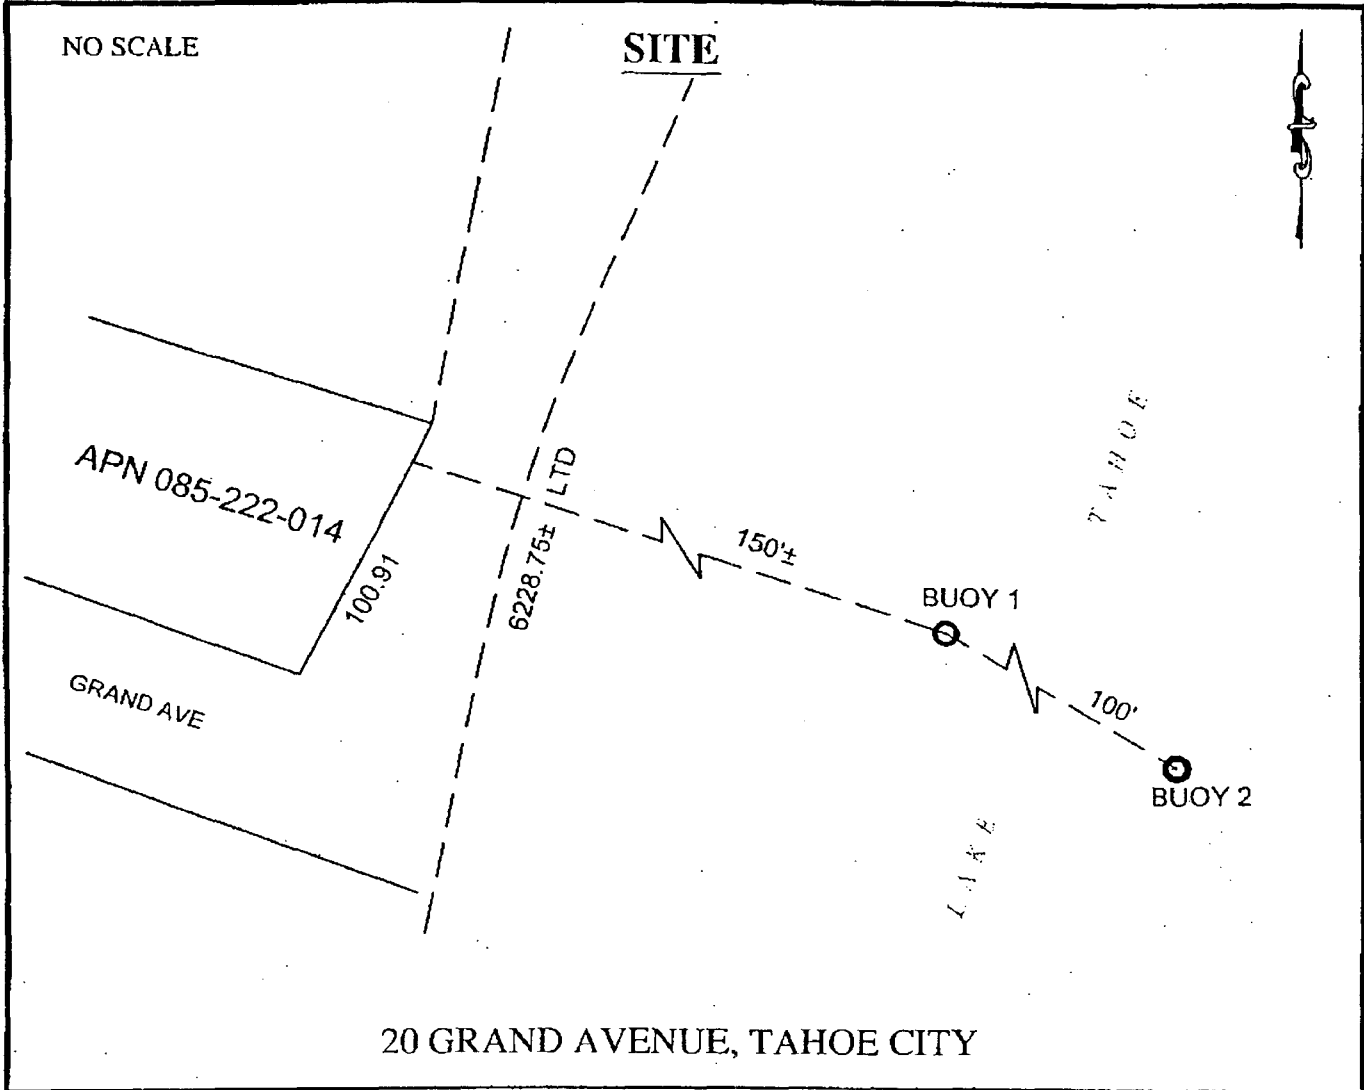 NO SCALE
SITE
APN 085-222-014
100.91
LTD
6228.75±
150'±
BUOY 1
100'
BUOY 2
GRAND AVE
LAKE
TAHOE
20 GRAND AVENUE, TAHOE CITY